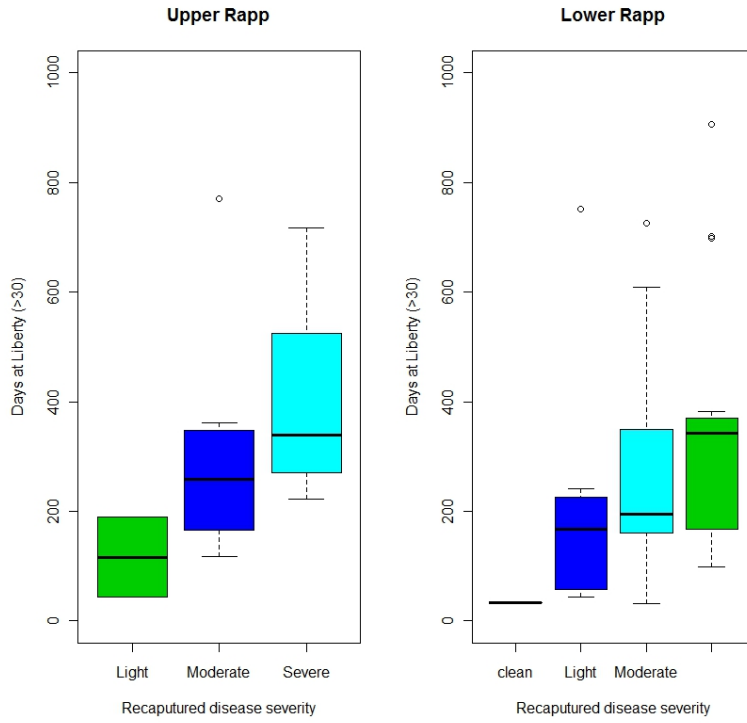 Upper Rapp
Days at Liberty (>30)
1000
800
600
400
200
0
Light Moderate Severe
Recaputured disease severity
Lower Rapp
Days at Liberty (>30)
1000
800
600
400
200
0
clean Light Moderate
Recaputured disease severity